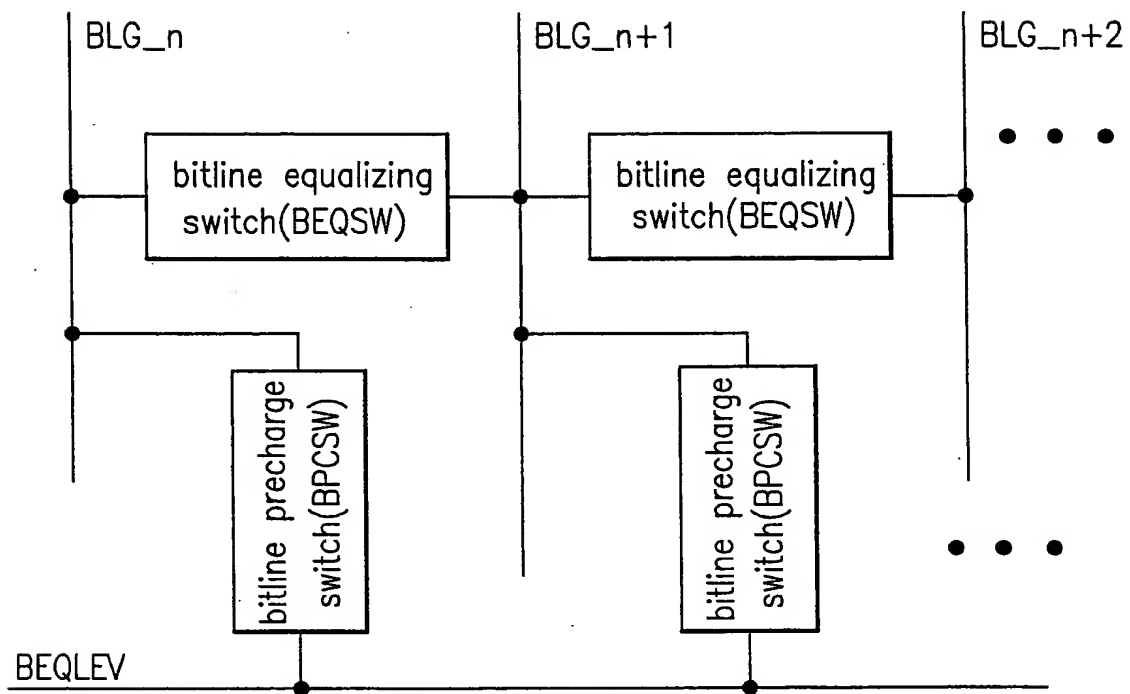 BLG_n
BLG_n+1
BLG_n+2
bitline equalizing
switch(BEQSW)
bitline equalizing
switch(BEQSW)
bitline precharge
switch(BPCSW)
bitline precharge
switch(BPCSW)
BEQLEV